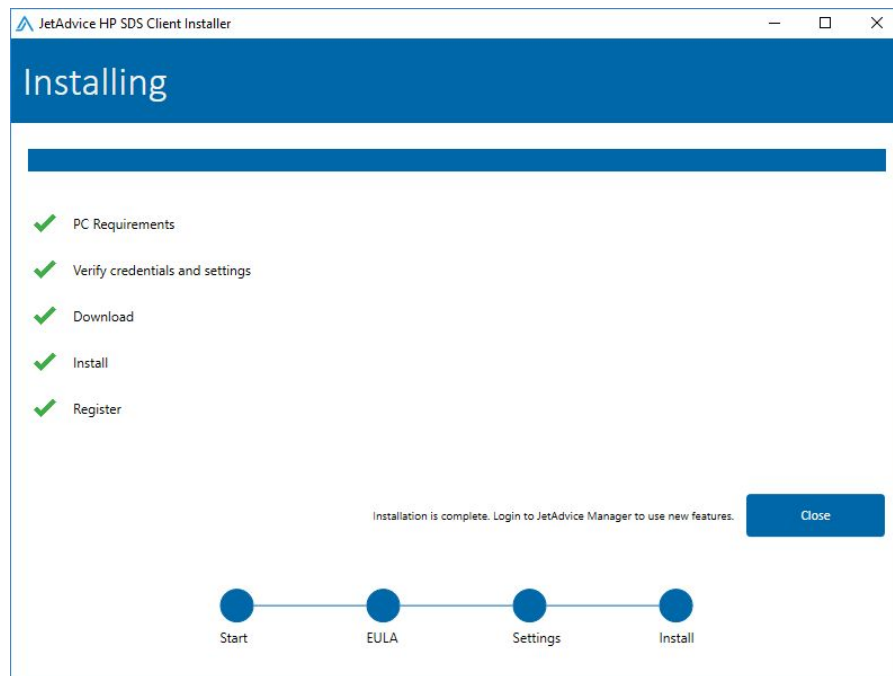 JetAdvice HP SDS Client Installer
Installing
PC Requirements
Verify credentials and settings
Download
Install
Register
Installation is complete. Login to JetAdvice Manager to use new features.
Close
Start
EULA
Settings
Install